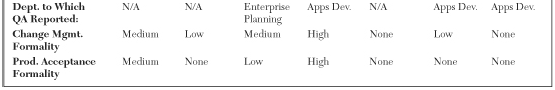 Dept. to Which N/A N/A Enterprise Apps Dev. N/A Apps Dev. Apps Dev.
QA Reported: Planning
Change Mgmt. Medium Low Medium High None Low None
Formality
Prod. Acceptance Medium None Low High None None None
Formality